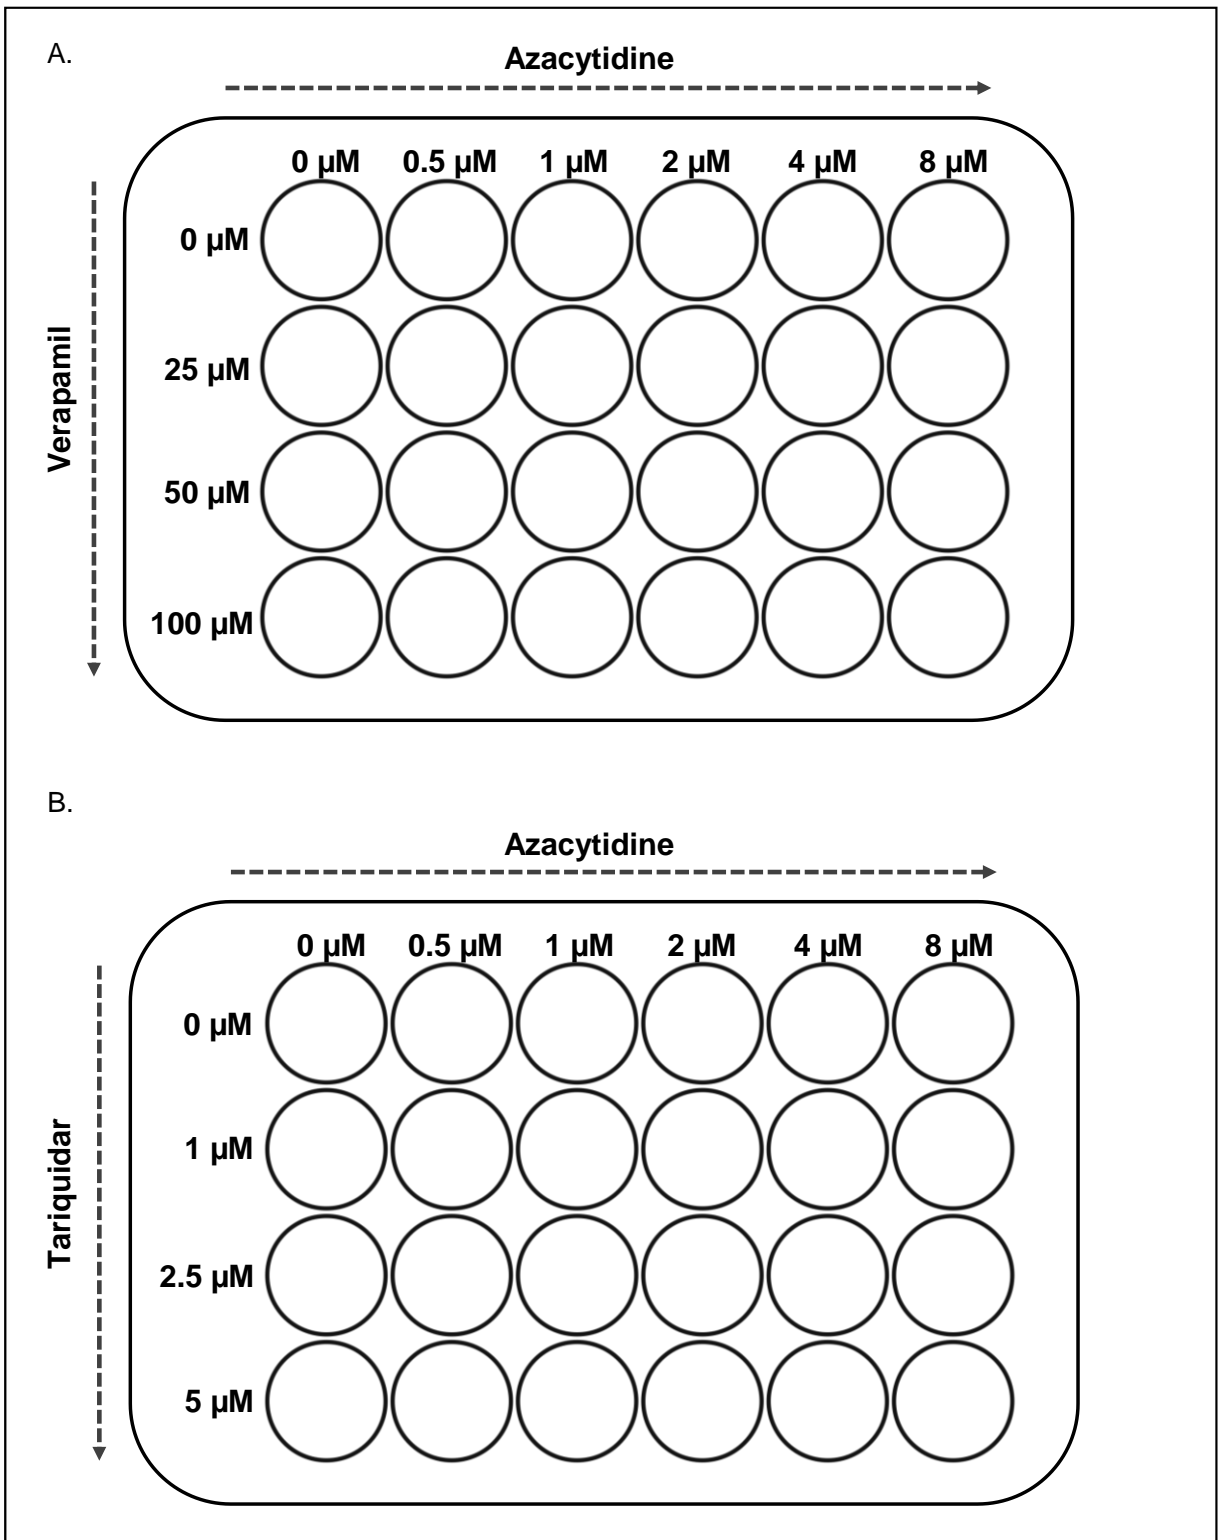 A.
Azacytidine
0 µM 0.5 µM 1 µM 2 µM 4 µM 8 µM
Verapamil
0 µM
25 µM
50 µM
100 µM
B.
Azacytidine
0 µM 0.5 µM 1 µM 2 µM 4 µM 8 µM
Tariquidar
0 µM
1 µM
2.5 µM
5 µM